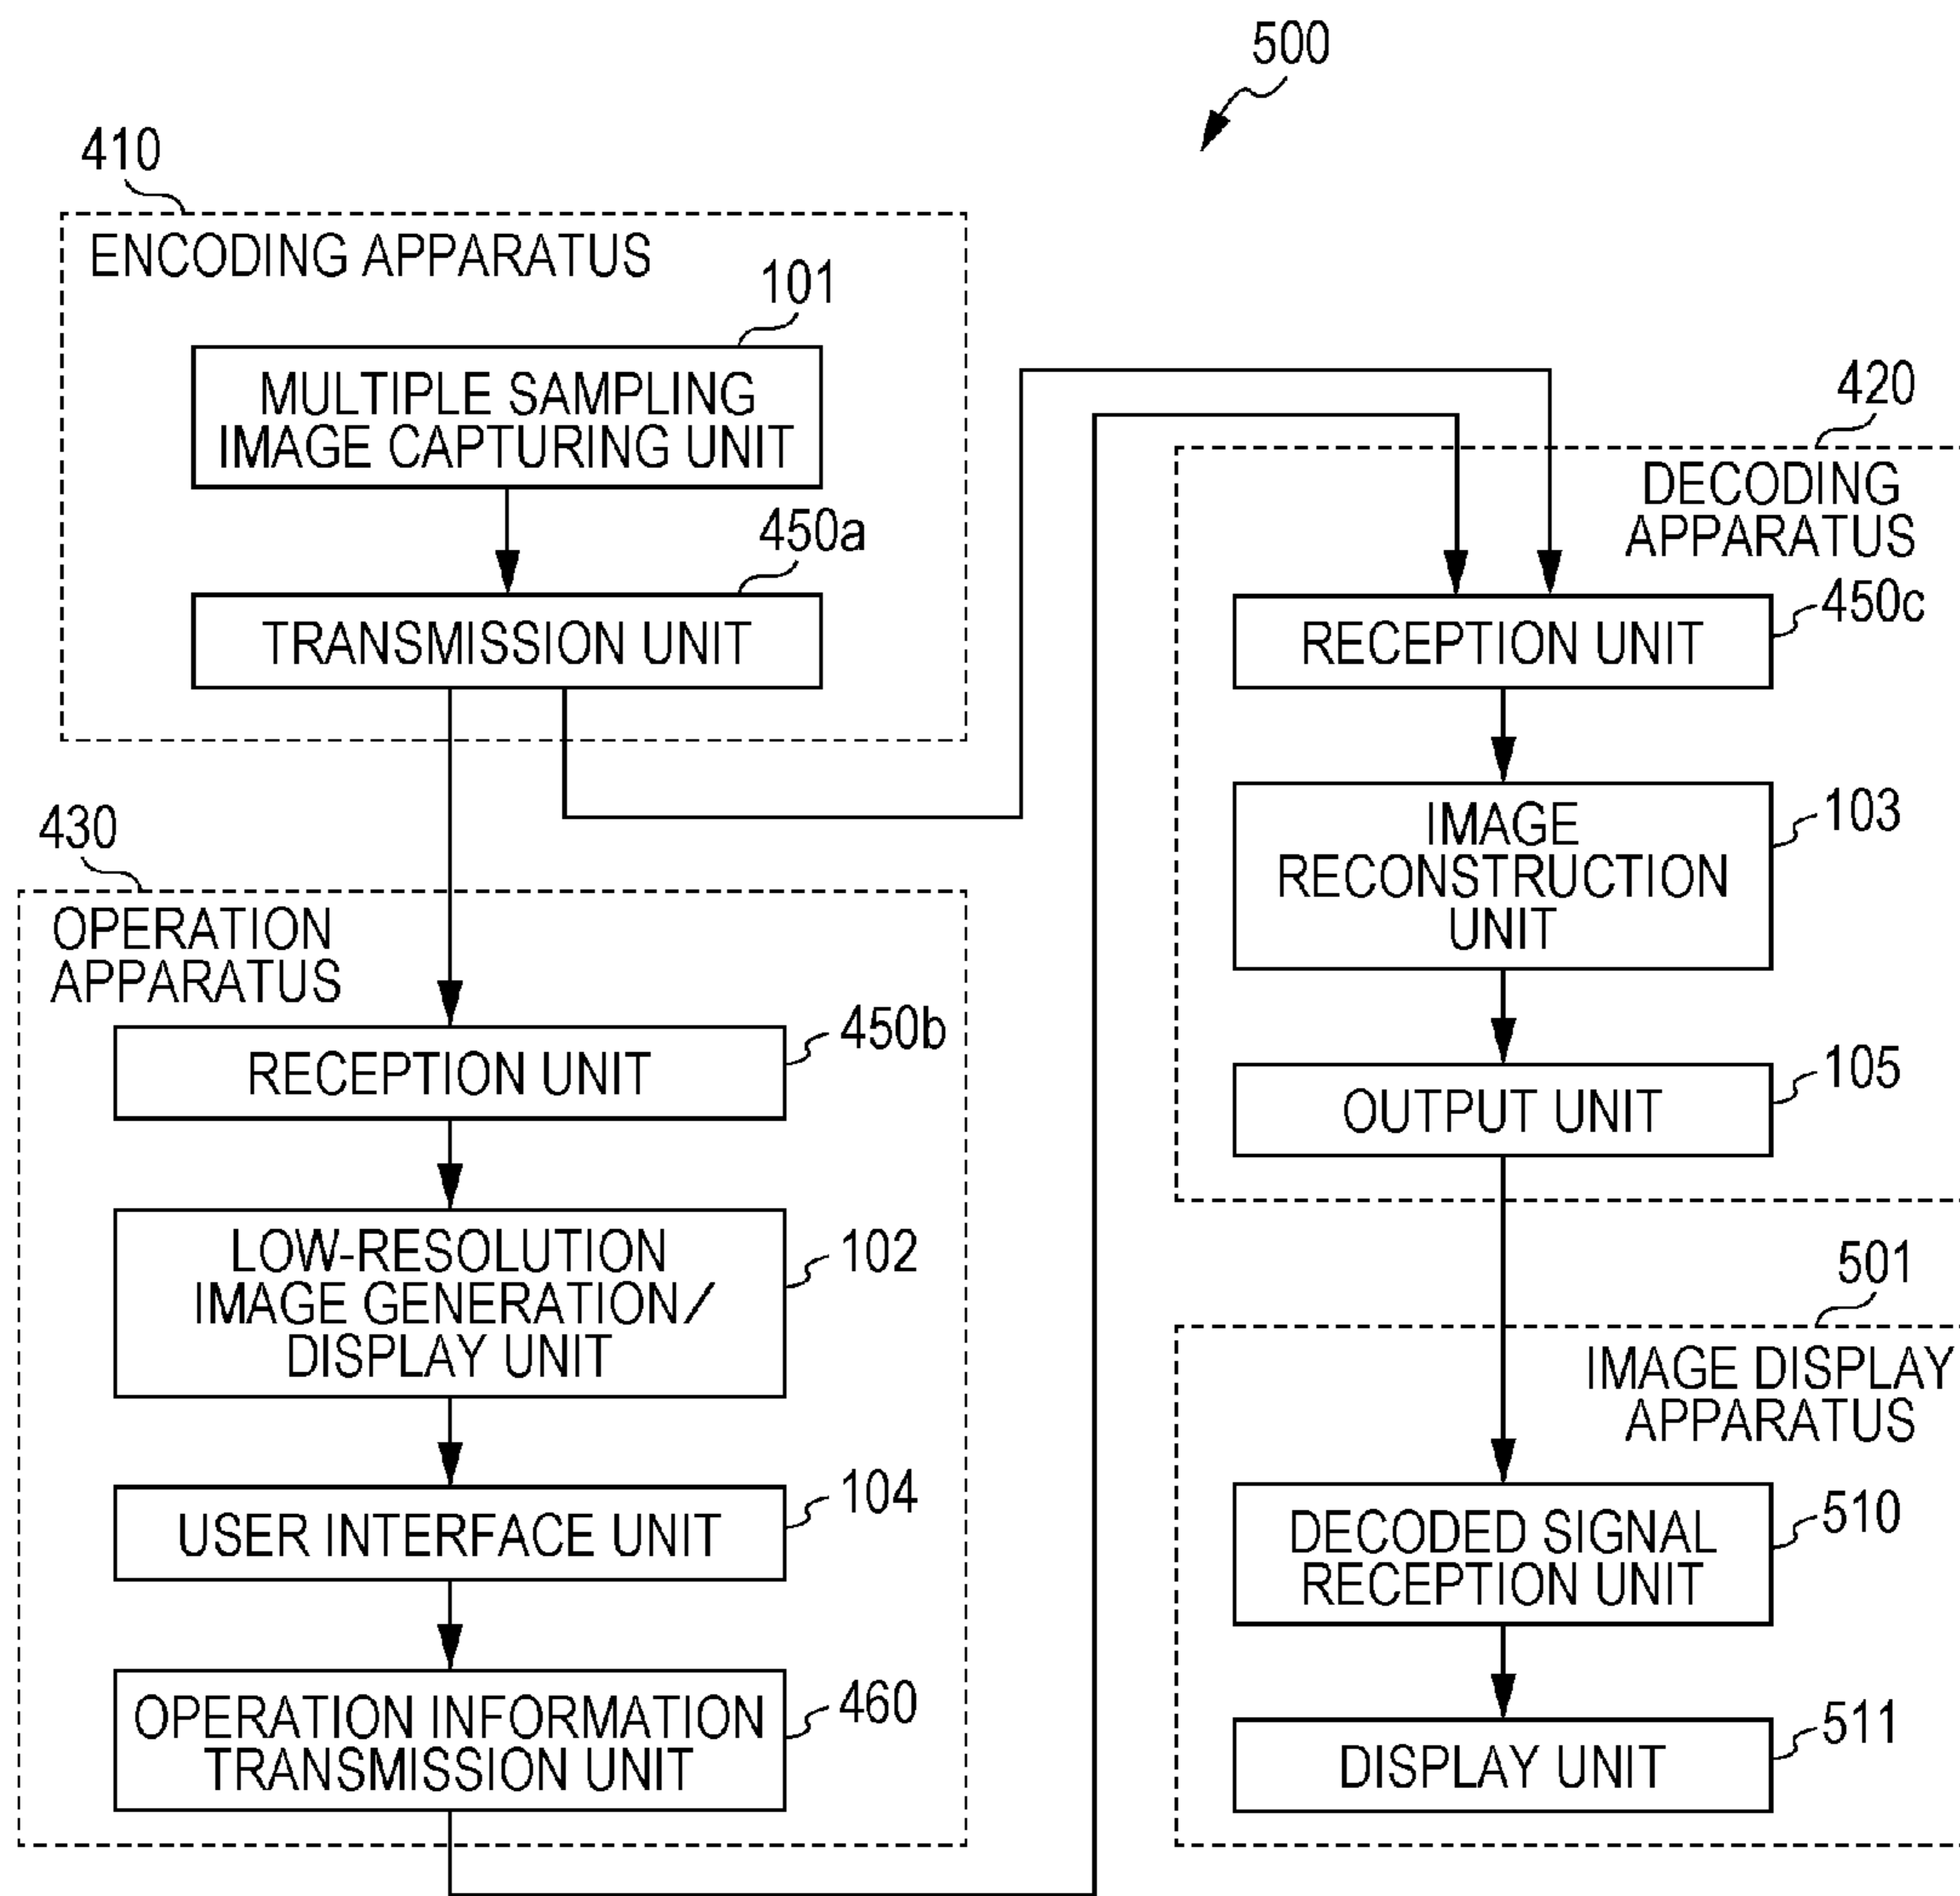 500
410
ENCODING APPARATUS
101
MULTIPLE SAMPLING
IMAGE CAPTURING UNIT
450a
TRANSMISSION UNIT
430
OPERATION
APPARATUS
450b
RECEPTION UNIT
LOW-RESOLUTION
IMAGE GENERATION/
DISPLAY UNIT
102
USER INTERFACE UNIT
104
OPERATION INFORMATION
TRANSMISSION UNIT
460
420
DECODING
APPARATUS
450c
RECEPTION UNIT
IMAGE
RECONSTRUCTION
UNIT
103
OUTPUT UNIT
105
501
IMAGE DISPLAY
APPARATUS
DECODED SIGNAL
RECEPTION UNIT
510
DISPLAY UNIT
511